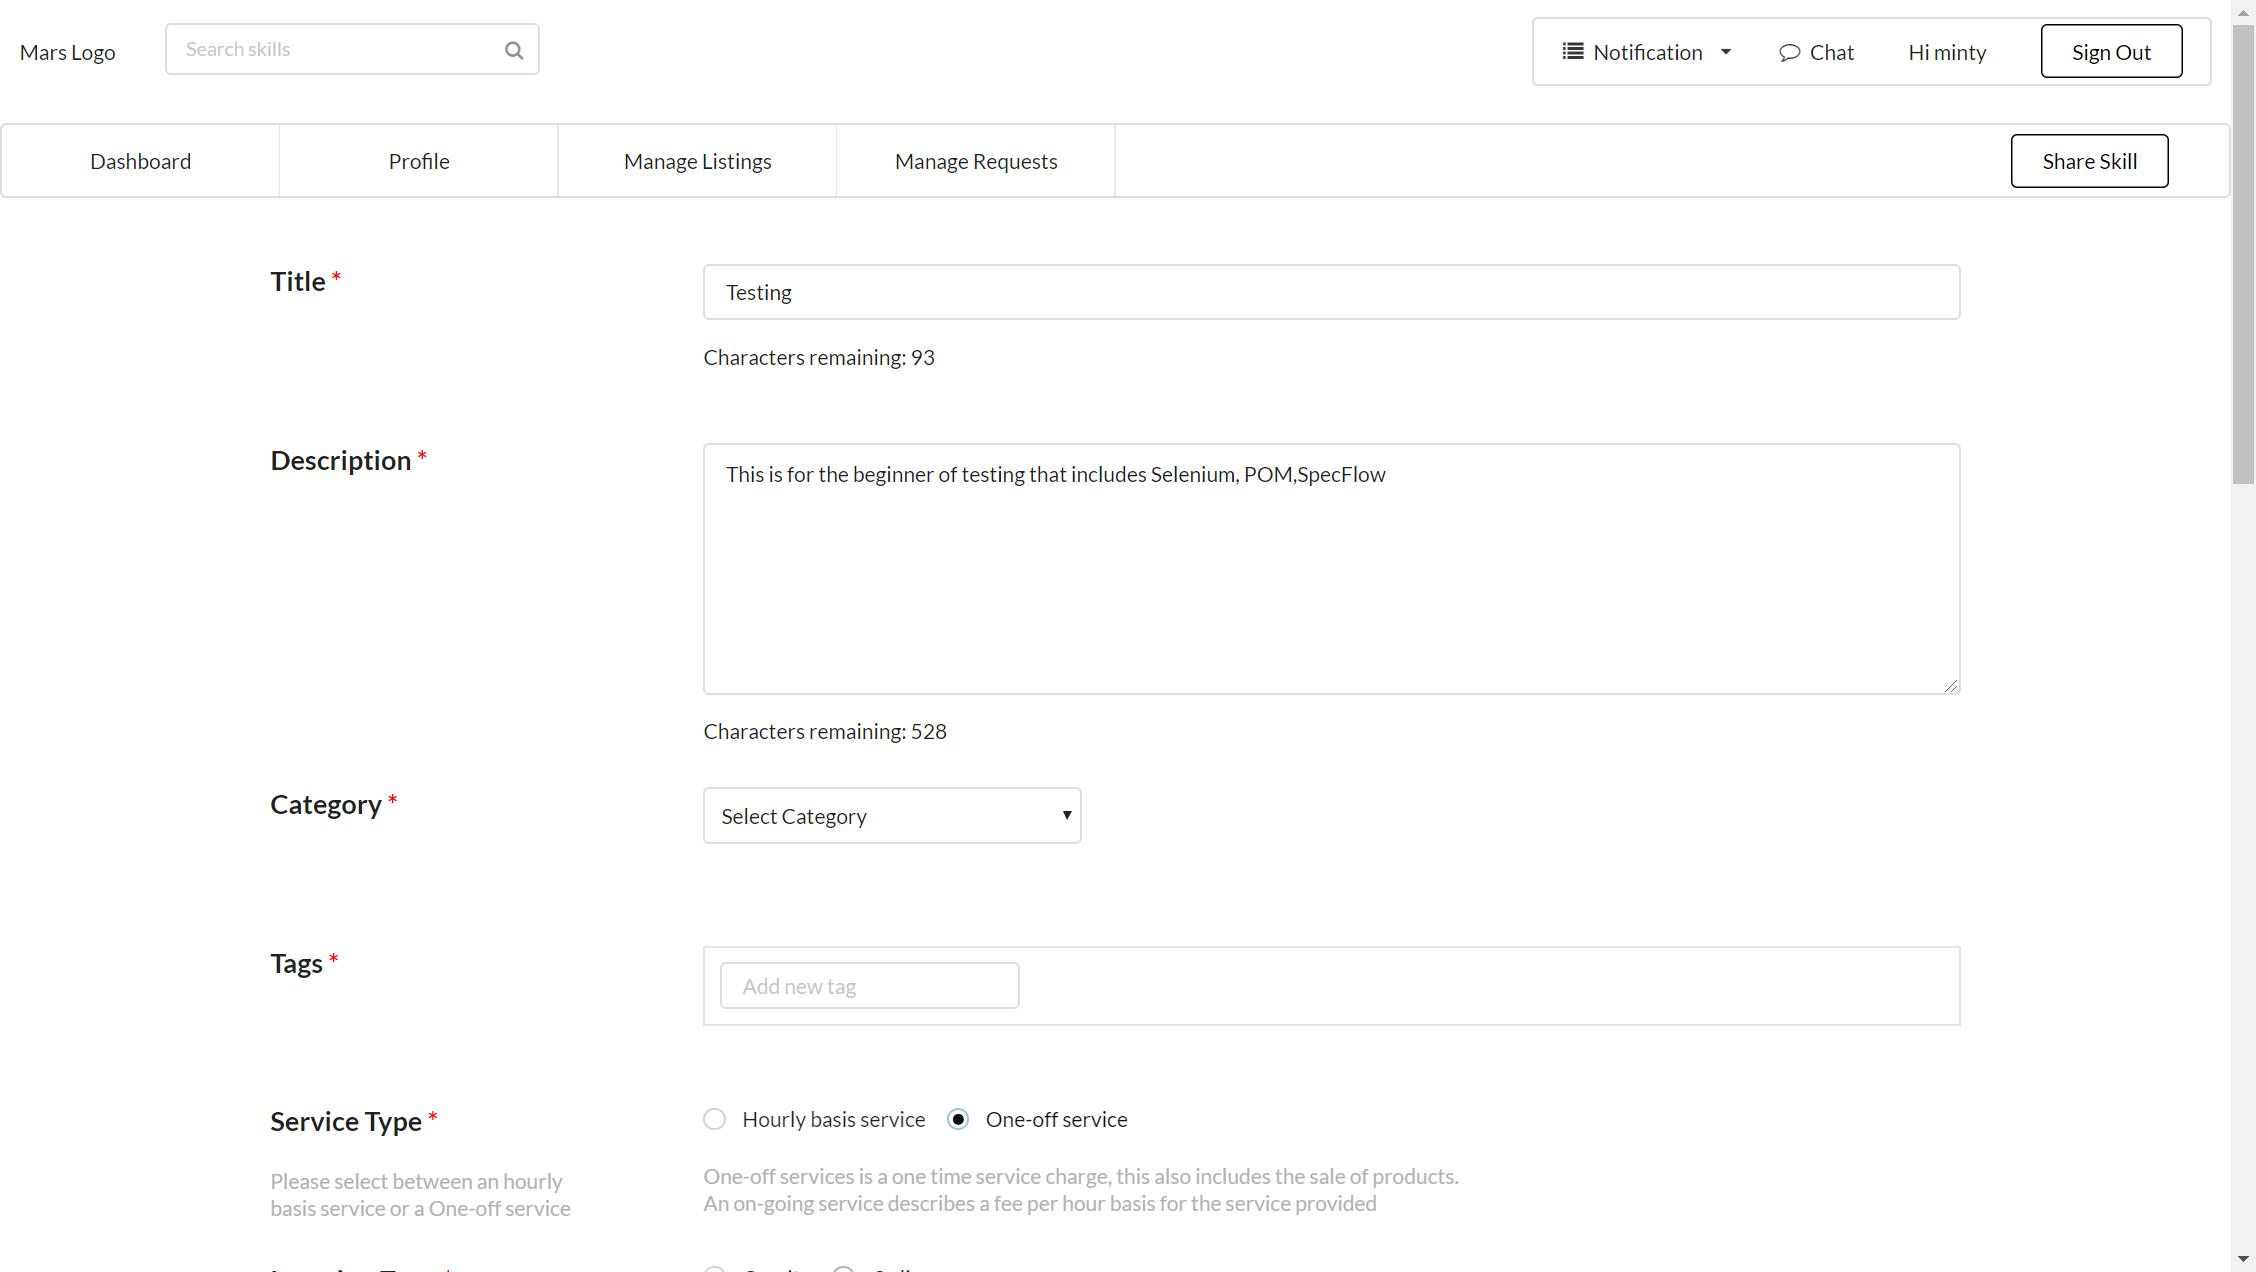 Mars Logo
Search skills
Notification
Chat
Hi minty
Sign Out
Dashboard
Profile
Manage Listings
Manage Requests
Share Skill
Title *
Testing
Characters remaining: 93
Description *
This is for the beginner of testing that includes Selenium, POM,SpecFlow
Characters remaining: 528
Category *
Select Category
Tags *
Add new tag
Service Type *
Hourly basis service
One-off service
Please select between an hourly
basis service or a One-off service
One-off services is a one time service charge, this also includes the sale of products.
An on-going service describes a fee per hour basis for the service provided